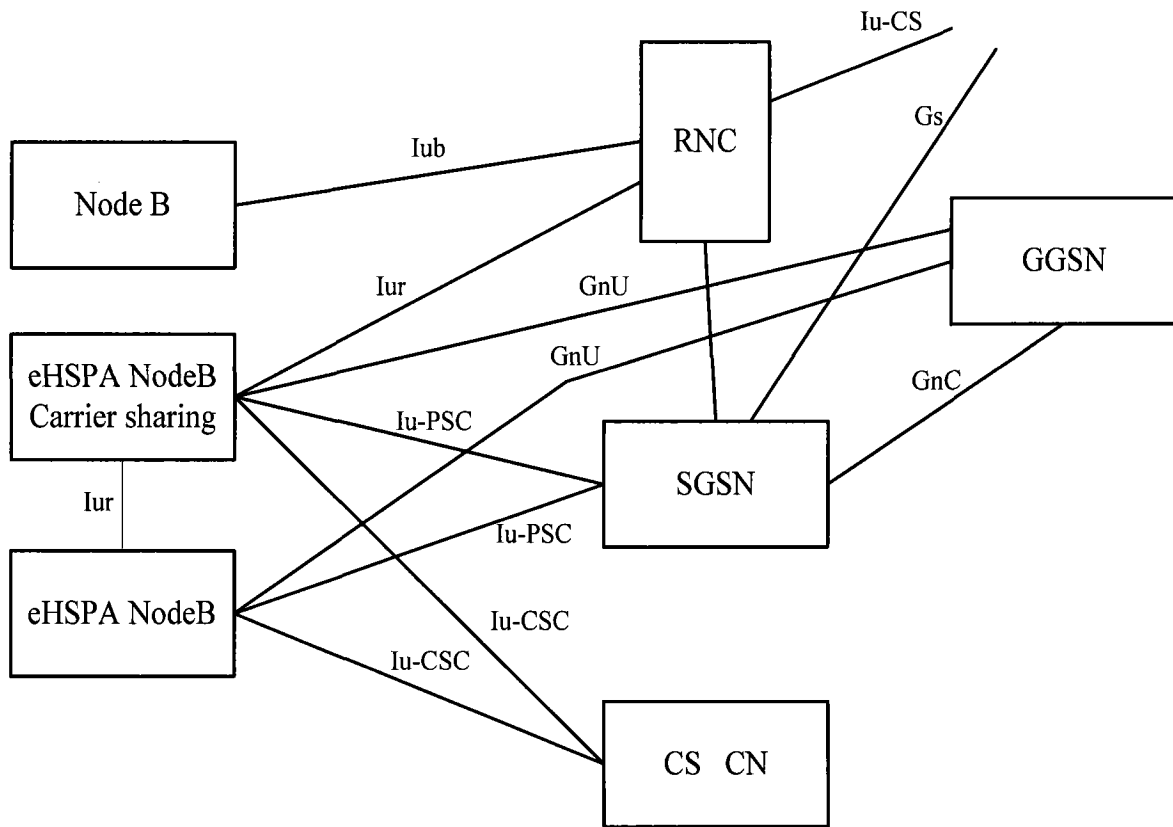 Iu-CS
Gs
RNC
Iub
Node B
GGSN
Iur
GnU
GnU
eHSPA NodeB
Carrier sharing
GnC
Iu-PSC
SGSN
Iur
Iu-PSC
eHSPA NodeB
Iu-CSC
Iu-CSC
CS CN